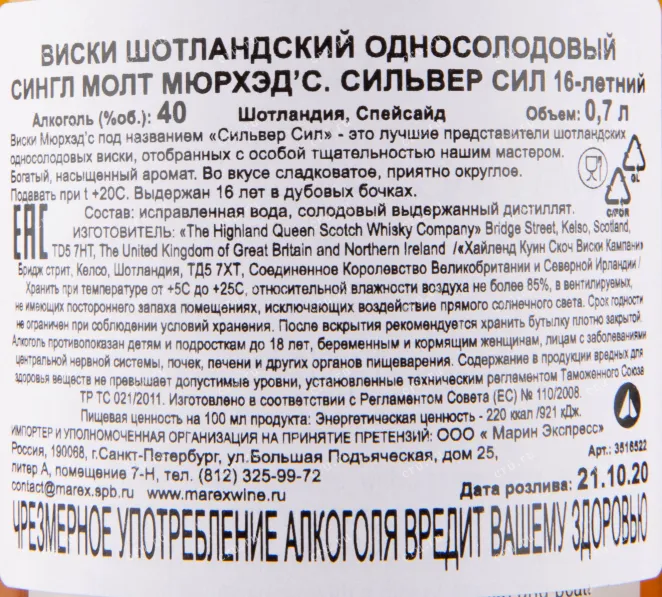 ВИСКИ ШОТЛАНДСКИЙ ОДНОСОЛОДОВЫЙ
СИНГЛ МОЛТ МЮРХЭД'С. СИЛЬВЕР СИЛ 16-летний
Алкоголь (%об.): 40 Шотландия, Спейсайд Объем: 0,7 л
Виски Мюрхэд'с под названием «Сильвер Сил» - это лучшие представители шотландских
односолодовых виски, отобранных с особой тщательностью нашим мастером.
Богатый, насыщенный аромат. Во вкусе сладковатое, приятно округлое.
Подавать при t +20С. Выдержан 16 лет в дубовых бочках.
GL
C/FOR
EAC
Состав: исправленная вода, солодовый выдержанный дистиллят.
ИЗГОТОВИТЕЛЬ: «The Highland Queen Scotch Whisky Company» Bridge Street, Kelso, Scotland,
TD5 7HT, The United Kingdom of Great Britain and Northern Ireland /«Хайленд Куин Скоч Виски Кампани»
Бридж стрит, Келсо, Шотландия, ТД5 7ХТ, Соединенное Королевство Великобритании и Северной Ирландии /
Хранить при температуре от +5С до +25С, относительной влажности воздуха не более 85%, в вентилируемых,
не имеющих постороннего запаха помещениях, исключающих воздействие прямого солнечного света. Срок годности
не ограничен при соблюдении условий хранения. После вскрытия рекомендуется хранить бутылку плотно закрытой.
Алкоголь противопоказан детям и подросткам до 18 лет, беременным и кормящим женщинам, лицам с заболеваниями
центральной нервной системы, почек, печени и других органов пищеварения. Содержание в продукции вредных для
здоровья веществ не превышает допустимые уровни, установленные техническим регламентом Таможенного Союза
ТР ТС 021/2011. Изготовлено в соответствии с Регламентом Совета (ЕС) № 110/2008.
Пищевая ценность на 100 мл продукта: Энергетическая ценность - 220 ккал /921 кДж.
ИМПОРТЕР И УПОЛНОМОЧЕННАЯ ОРГАНИЗАЦИЯ НА ПРИНЯТИЕ ПРЕТЕНЗИЙ: ООО « Марин Экспресс»
Россия, 190068, г.Санкт-Петербург, ул.Большая Подъяческая, дом 25, Арт.: 3516522
литер А, помещение 7-Н, тел. (812) 325-99-72
contact@marex.spb.ru www.marexwine.ru Дата розлива: 21.10.20
ЧРЕЗМЕРНОЕ УПОТРЕБЛЕНИЕ АЛКОГОЛЯ ВРЕДИТ ВАШЕМУ ЗДОРОВЬЮ